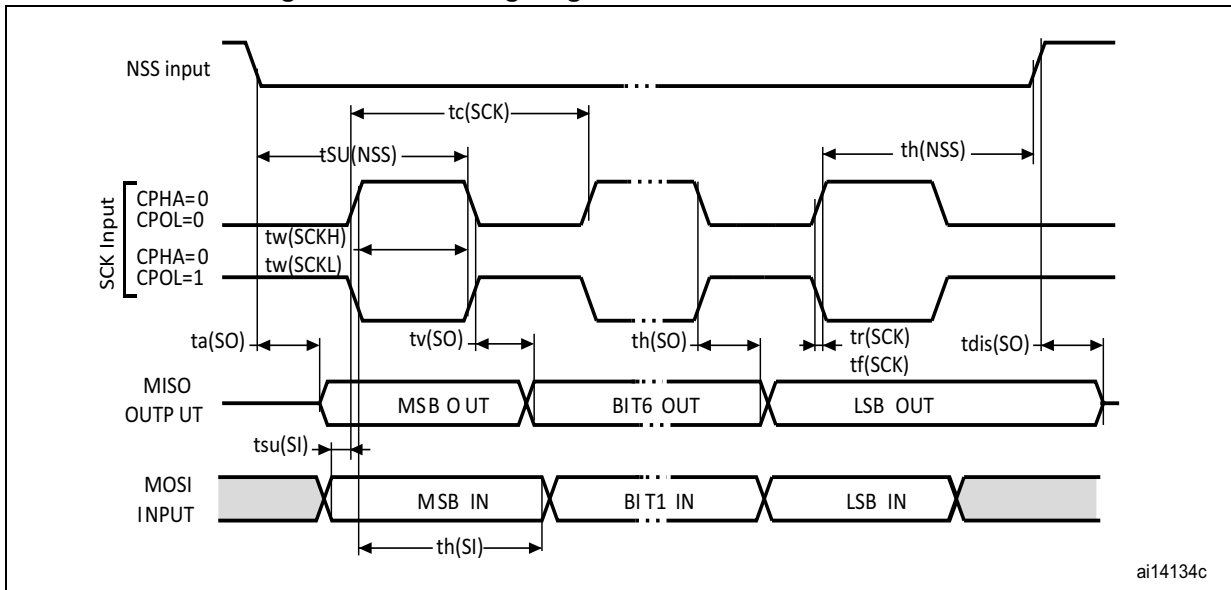 NSS input
tc(SCK)
tSU(NSS)
th(NSS)
SCK Input
CPHA=0
CPOL=0
tw(SCKH)
CPHA=0
tw(SCKL)
CPOL=1
ta(SO)
tv(SO)
th(SO)
tr(SCK)
tf(SCK)
tdis(SO)
MISO
OUTP UT
MSB O UT
BIT6 OUT
LSB OUT
tsu(SI)
MOSI
INPUT
MSB IN
BIT1 IN
LSB IN
th(SI)
ai14134c